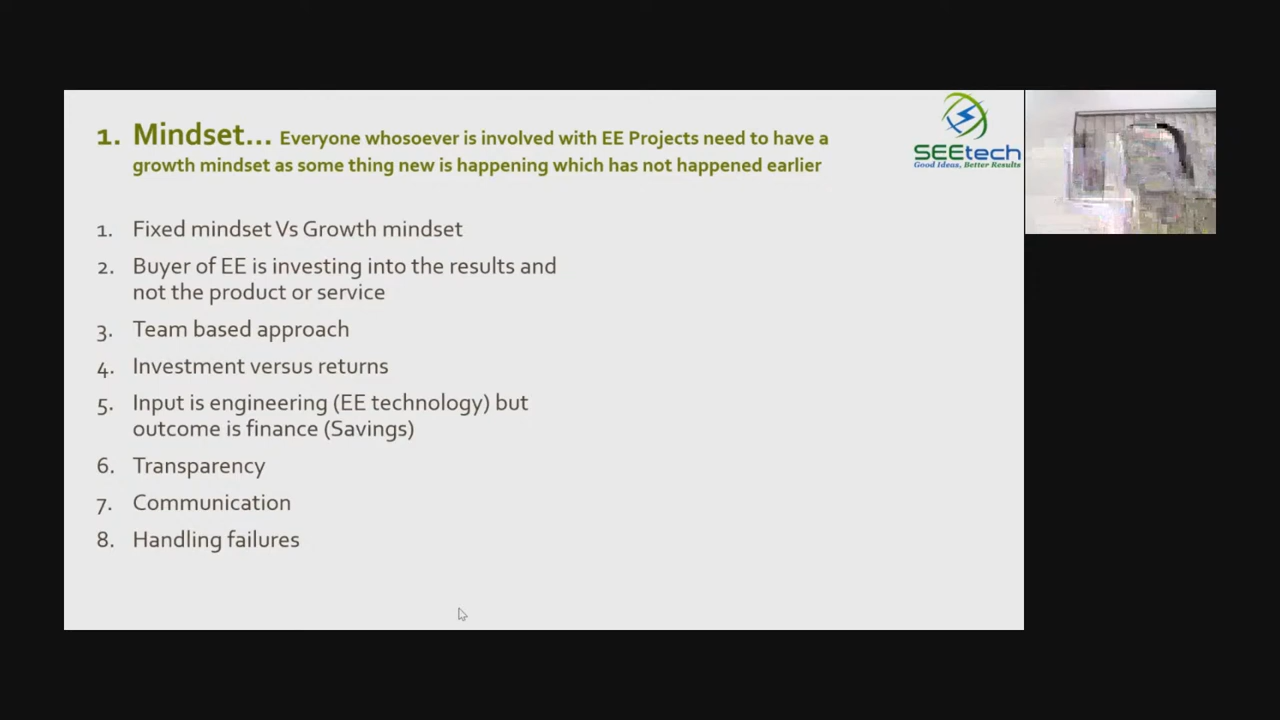 1. Mindset... Everyone whosoever is involved with EE Projects need to have a
growth mindset as some thing new is happening which has not happened earlier
SEEtech
Good Ideas, Better Results
1. Fixed mindset Vs Growth mindset
2. Buyer of EE is investing into the results and
not the product or service
3. Team based approach
4. Investment versus returns
5. Input is engineering (EE technology) but
outcome is finance (Savings)
6. Transparency
7. Communication
8. Handling failures